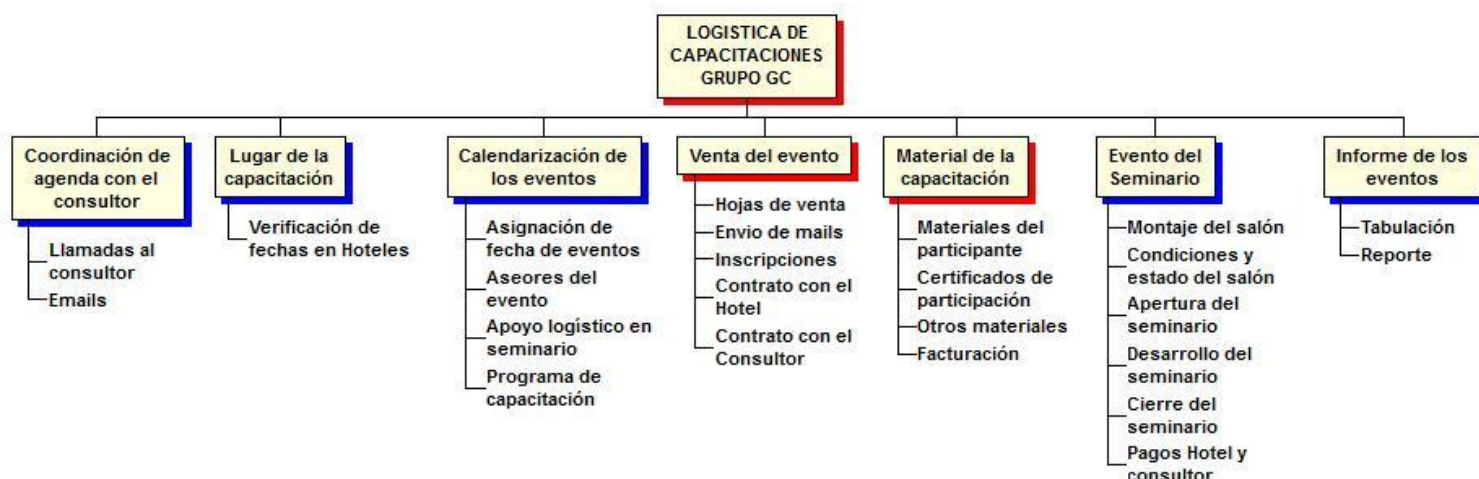 LOGISTICA DE
CAPACITACIONES
GRUPO GC
Coordinación de
agenda con el
consultor
Llamadas al
consultor
Emails
Lugar de la
capacitación
Verificación de
fechas en Hoteles
Calendarización de
los eventos
Asignación de
fecha de eventos
Aseores del
evento
Apoyo logístico en
seminario
Programa de
capacitación
Venta del evento
Hojas de venta
Envio de mails
Inscripciones
Contrato con el
Hotel
Contrato con el
Consultor
Material de la
capacitación
Materiales del
participante
Certificados de
participación
Otros materiales
Facturación
Evento del
Seminario
Montaje del salón
Condiciones y
estado del salón
Apertura del
seminario
Desarrollo del
seminario
Cierre del
seminario
Pagos Hotel y
consultor
Informe de los
eventos
Tabulación
Reporte